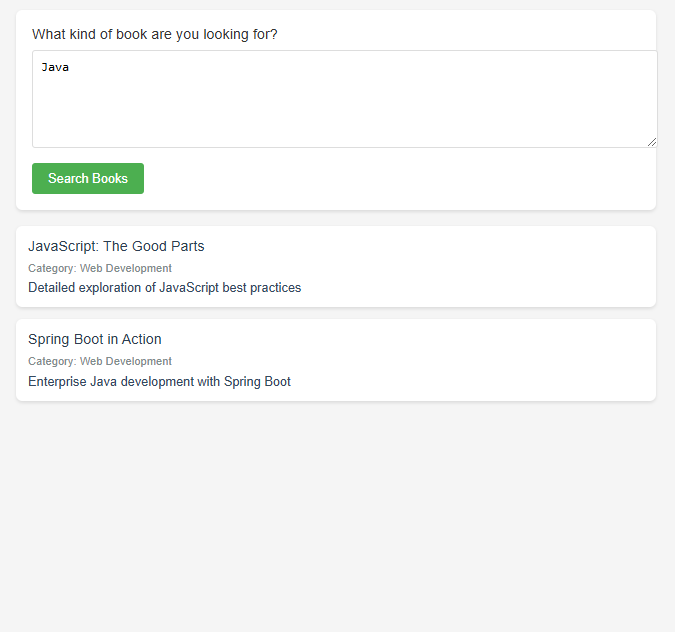 What kind of book are you looking for?
Java
Search Books
JavaScript: The Good Parts
Category: Web Development
Detailed exploration of JavaScript best practices
Spring Boot in Action
Category: Web Development
Enterprise Java development with Spring Boot